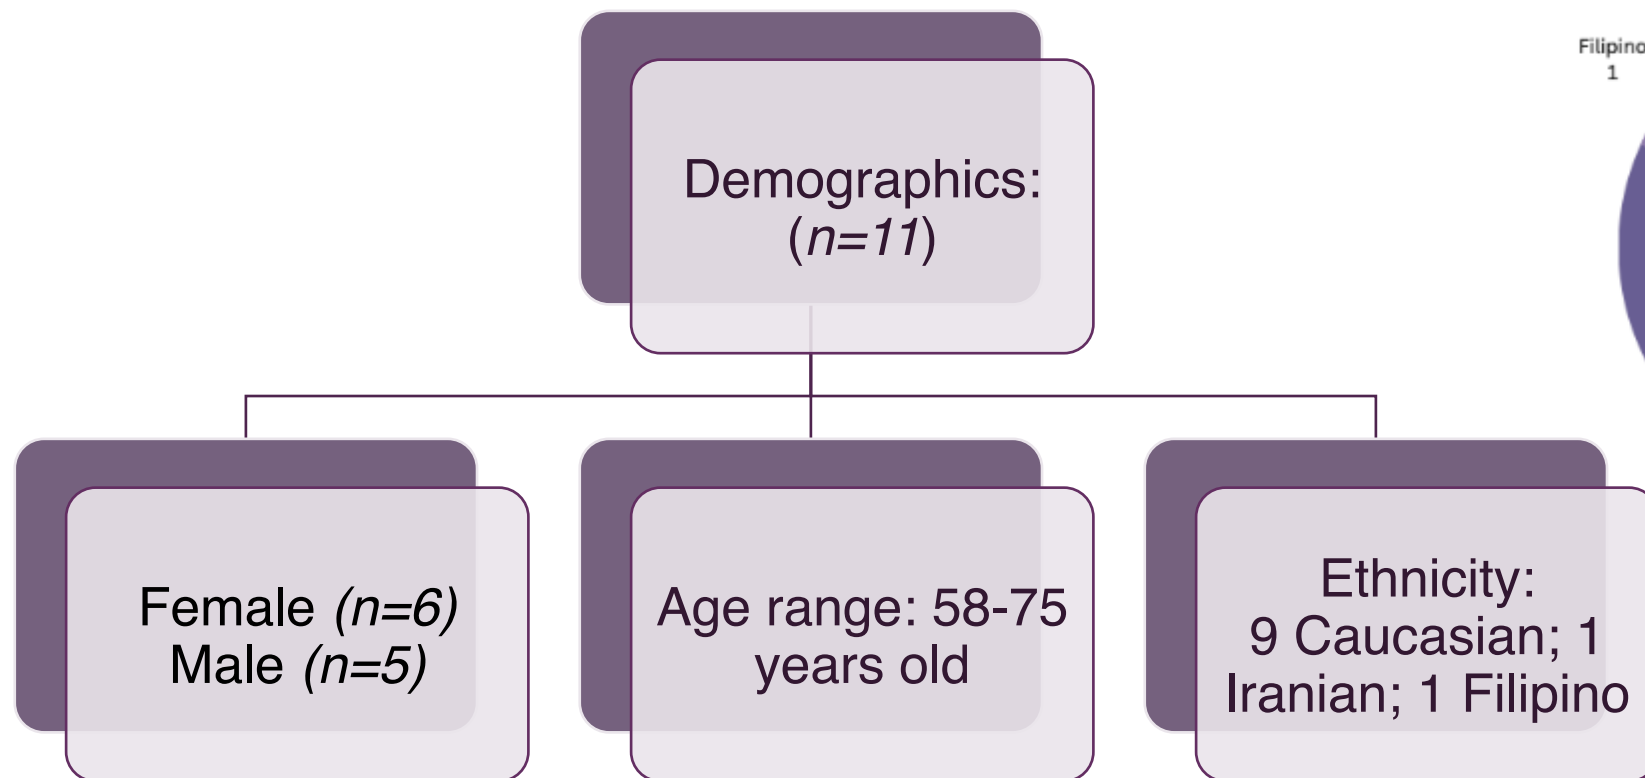 Filipino
1
Demographics:
(n=11)
Female (n=6)
Male (n=5)
Age range: 58-75
years old
Ethnicity:
9 Caucasian; 1
Iranian; 1 Filipino